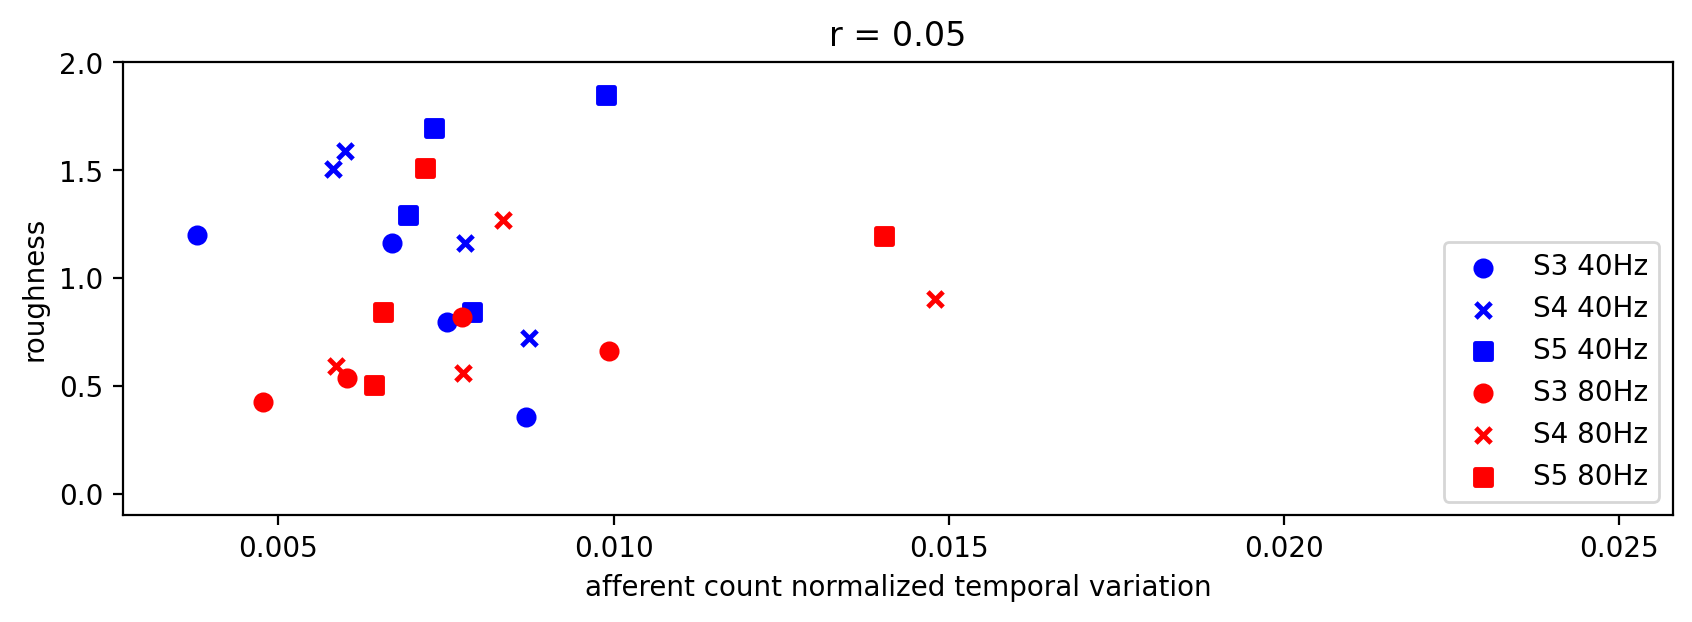 r = 0.05
2.0
1.5
1.0
0.5
0.0
roughness
0.005 0.010 0.015 0.020 0.025
afferent count normalized temporal variation
S3 40Hz
S4 40Hz
S5 40Hz
S3 80Hz
S4 80Hz
S5 80Hz